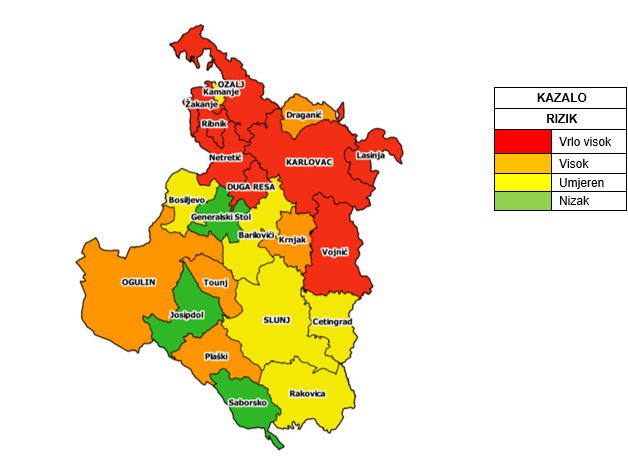 KAZALO
RIZIK
Vrlo visok
Visok
Umjeren
Nizak
OZALJ
Kamanje
Žakanje
Ribnik
Draganić
Netretić
KARLOVAC
Lasinja
DUGA RESA
Bosiljevo
Generalski Stol
Barilovići
Krnjak
Vojnić
OGULIN
Tounj
Josipdol
SLUNJ
Cetingrad
Plaški
Rakovica
Saborsko